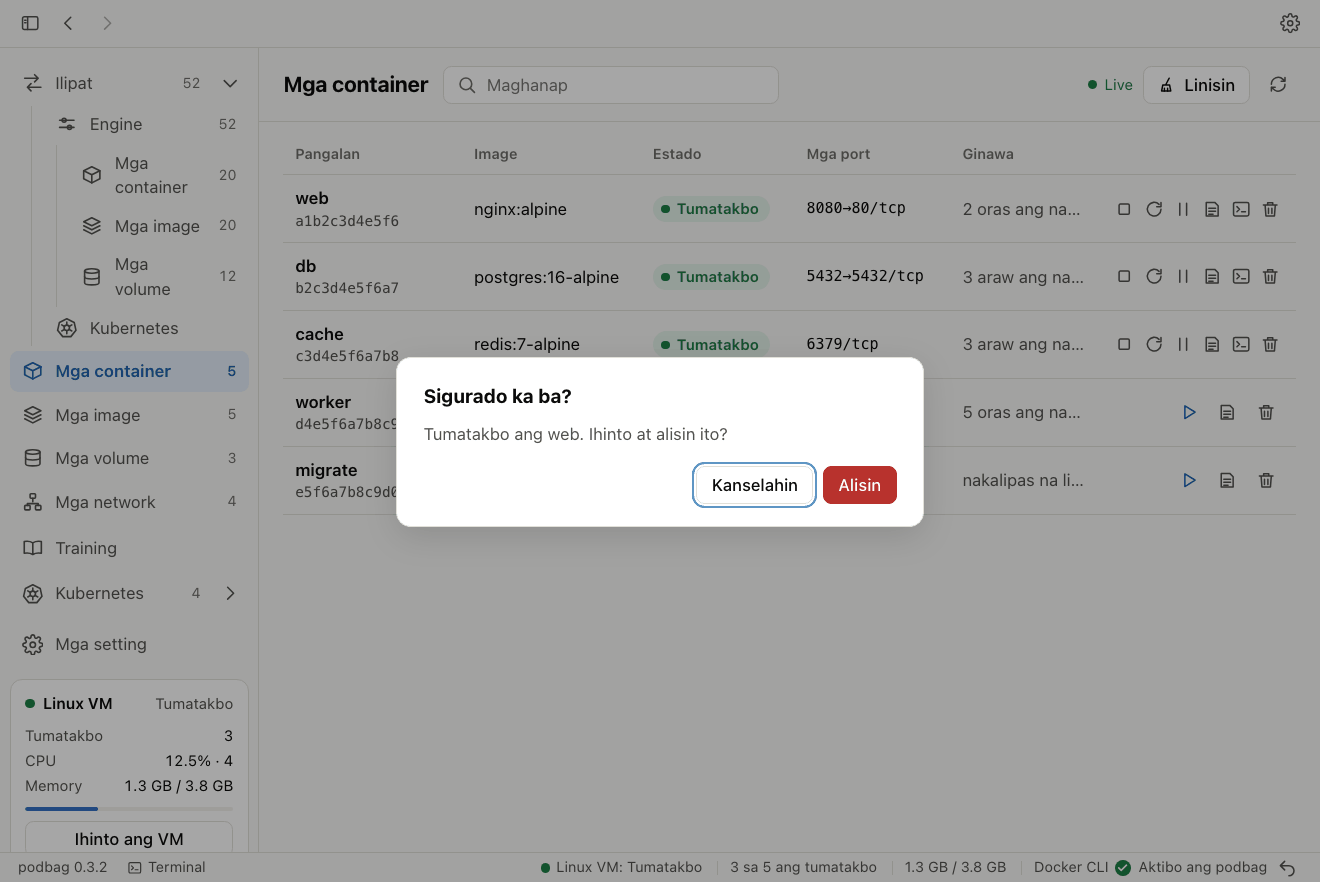 Ilipat 52
Engine 52
Mga container 20
Mga image 20
Mga volume 12
Kubernetes
Mga container 5
Mga image 5
Mga volume 3
Mga network 4
Training
Kubernetes 4
Mga setting
Linux VM Tumatakbo
Tumatakbo 3
CPU 12.5% · 4
Memory 1.3 GB / 3.8 GB
Ihinto ang VM
Mga container
Maghanap
Live
Linisin
Pangalan Image Estado Mga port Ginawa
web
a1b2c3d4e5f6
nginx:alpine Tumatakbo 8080→80/tcp 2 oras ang na...
db
b2c3d4e5f6a7
postgres:16-alpine Tumatakbo 5432→5432/tcp 3 araw ang na...
cache
c3d4e5f6a7b8
redis:7-alpine Tumatakbo 6379/tcp 3 araw ang na...
worker
d4e5f6a7b8c9
5 oras ang na...
migrate
e5f6a7b8c9d0
nakalipas na li...
Sigurado ka ba?
Tumatakbo ang web. Ihinto at alisin ito?
Kanselahin
Alisin
podbag 0.3.2 Terminal
Linux VM: Tumatakbo 3 sa 5 ang tumatakbo 1.3 GB / 3.8 GB Docker CLI Aktibo ang podbag